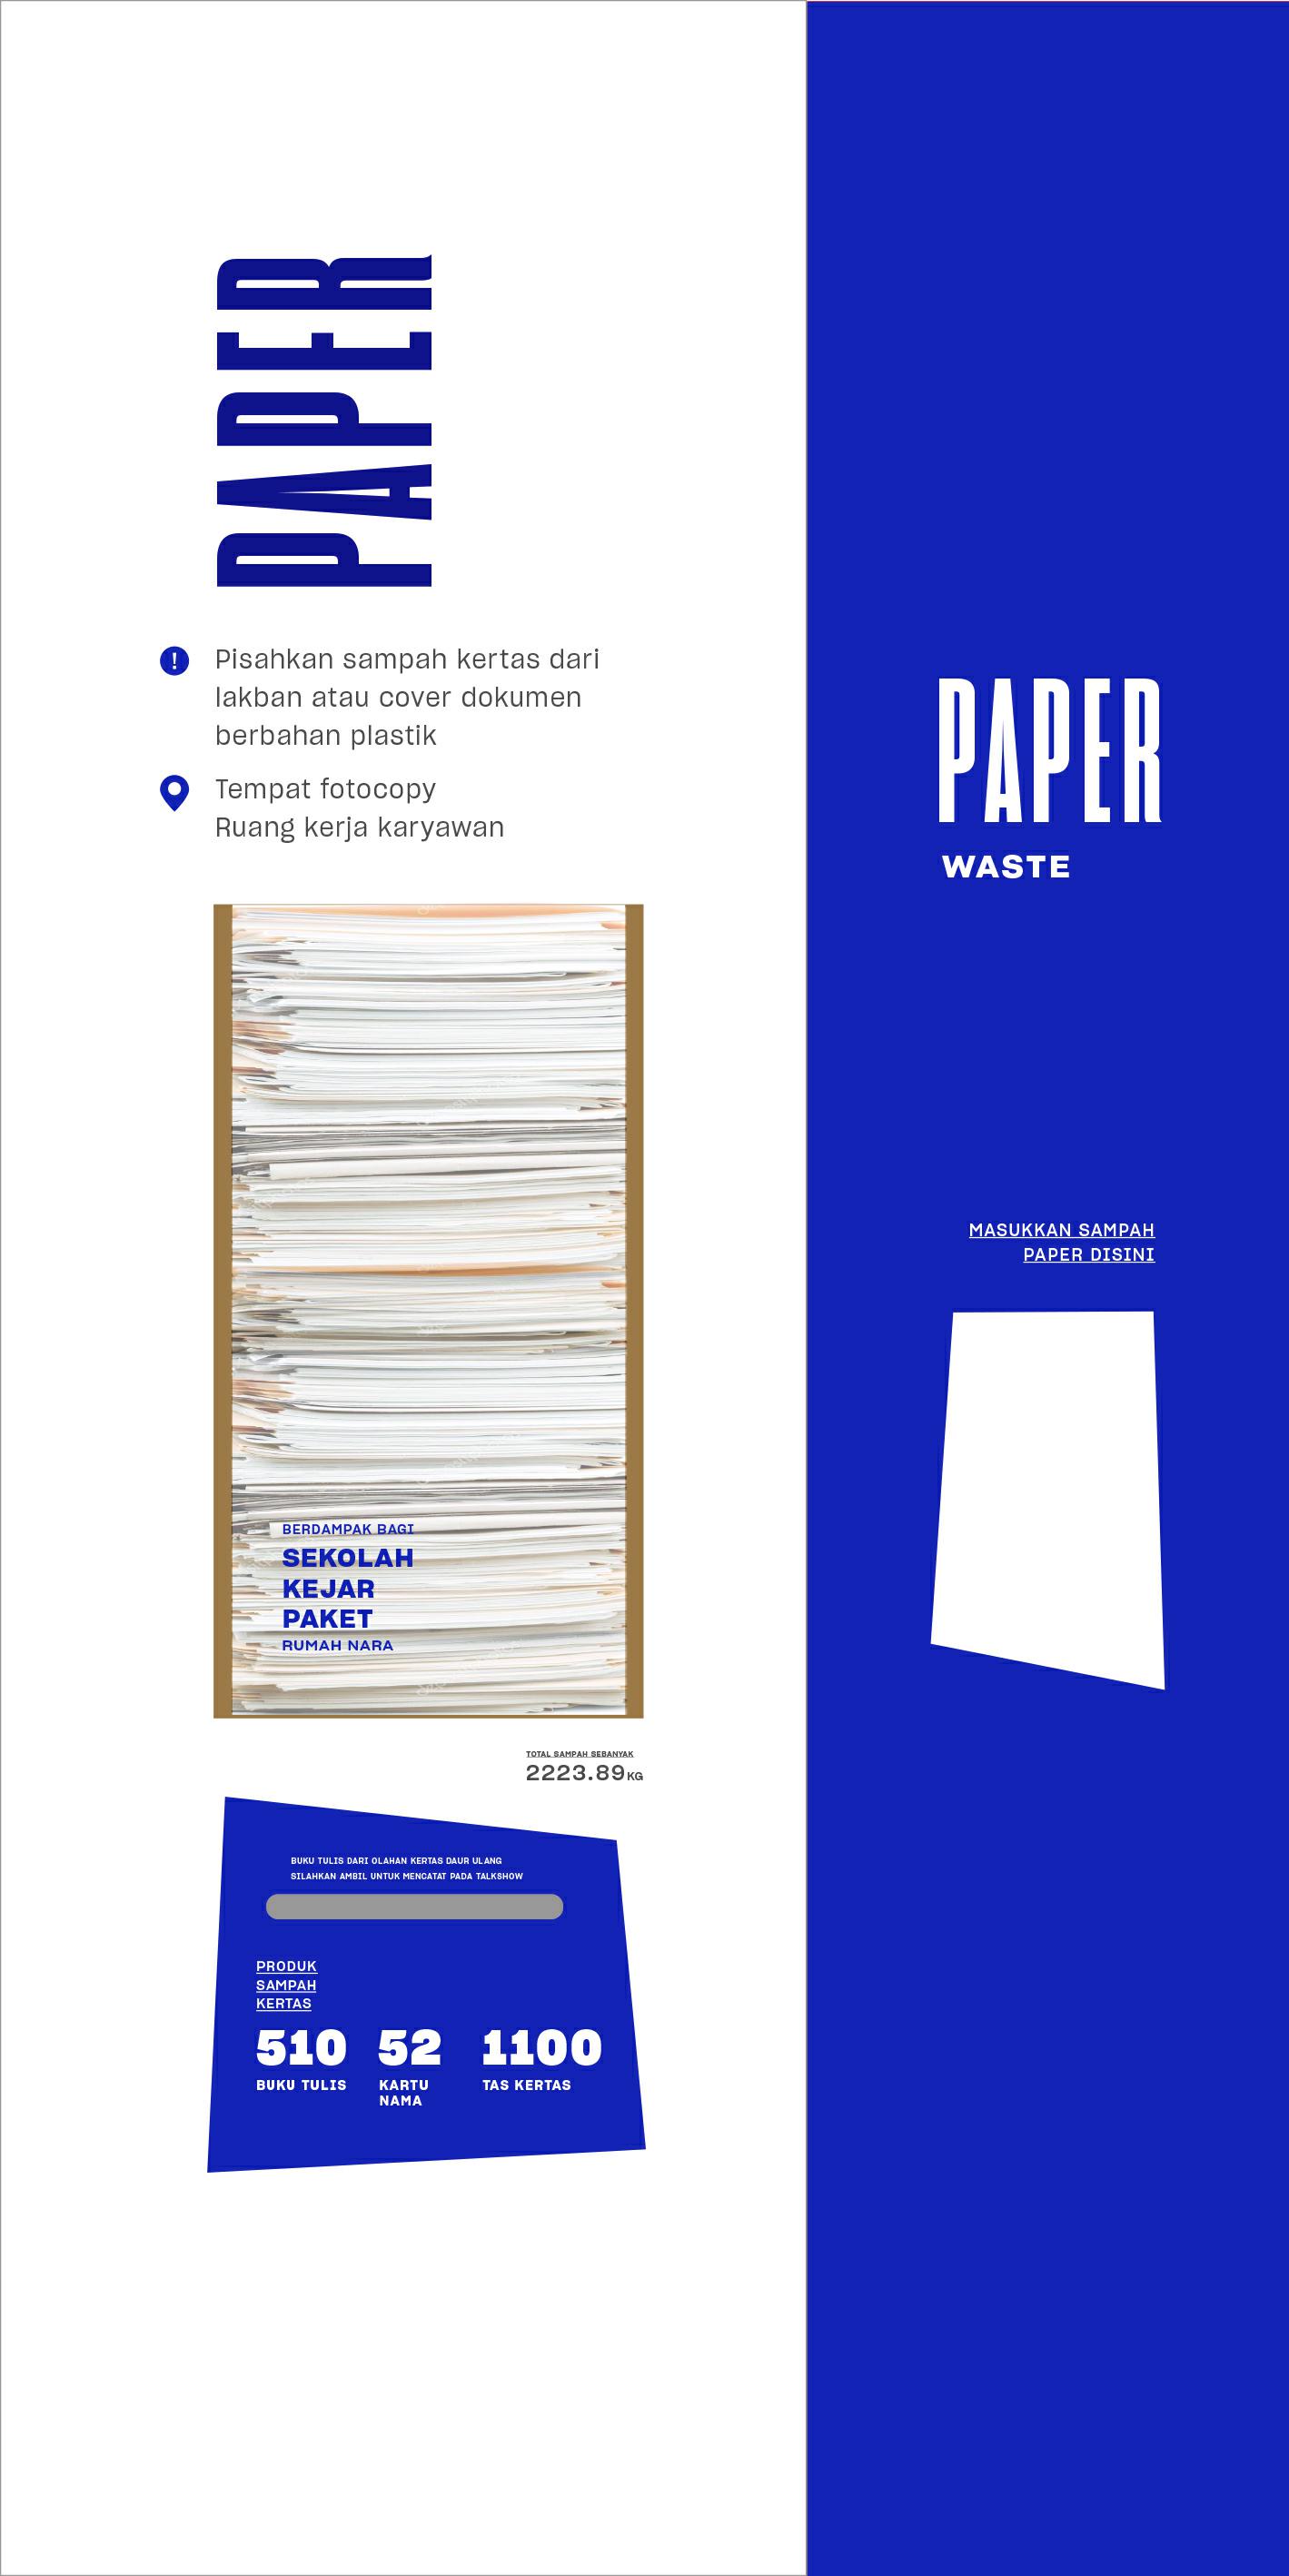 PAPER
!
Pisahkan sampah kertas dari
lakban atau cover dokumen
berbahan plastik
Tempat fotocopy
Ruang kerja karyawan
BERDAMPAK BAGI
SEKOLAH
KEJAR
PAKET
RUMAH NARA
TOTAL SAMPAH SEBANYAK
2223.89KG
BUKU TULIS DARI OLAHAN KERTAS DAUR ULANG
SILAHKAN AMBIL UNTUK MENCATAT PADA TALKSHOW
PRODUK
SAMPAH
KERTAS
510 52 1100
BUKU TULIS KARTU TAS KERTAS
NAMA
PAPER
WASTE
MASUKKAN SAMPAH
PAPER DISINI